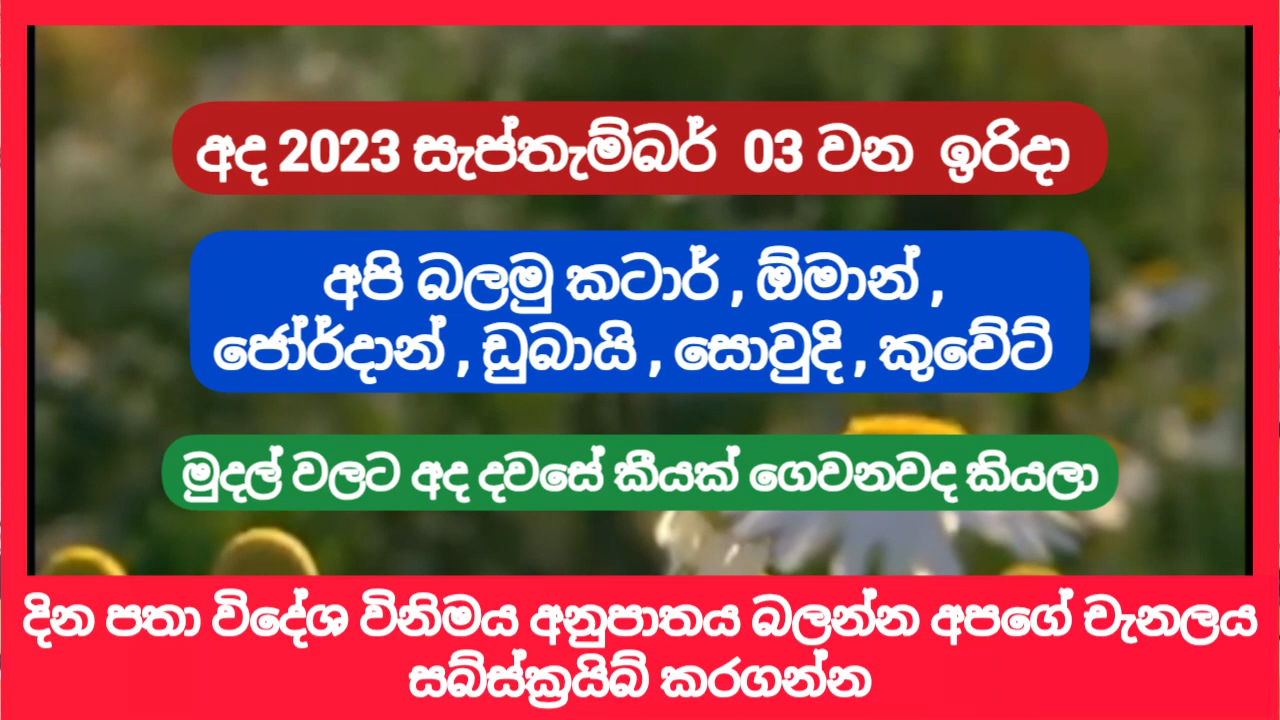 අද 2023 සැප්තැම්බර් 03 වන ඉරිදා
අපි බලමු කටාර් , ඕමාන් ,
ජෝර්දාන් , ඩුබායි , සොවුදි , කුවේට්
මුදල් වලට අද දවසේ කීයක් ගෙවනවද කියලා
දින පතා විදේශ විනිමය අනුපාතය බලන්න අපගේ චැනලය
සබ්ස්ක්‍රයිබ් කරගන්න